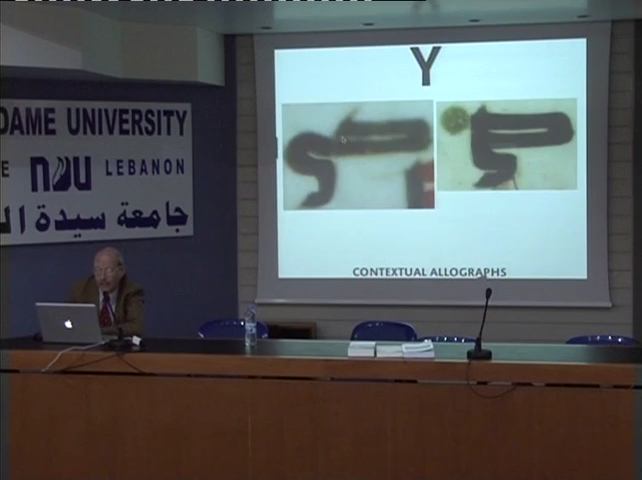 Y
DAME UNIVERSITY
E NDU LEBANON
جامعة سيدة ال
CONTEXTUAL ALLOGRAPHS